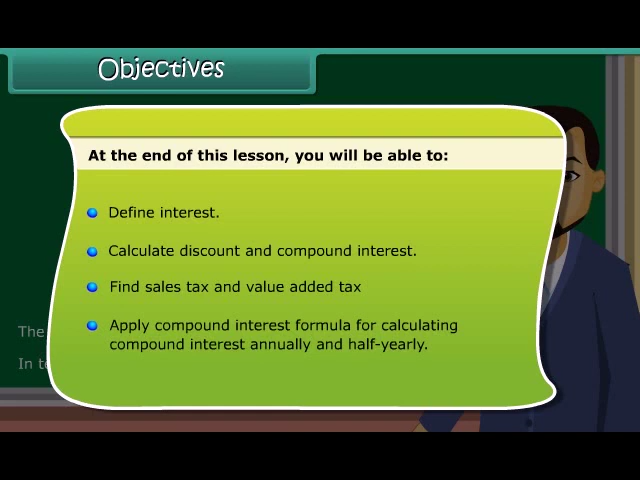 Objectives
At the end of this lesson, you will be able to:
Define interest.
Calculate discount and compound interest.
Find sales tax and value added tax
Apply compound interest formula for calculating
compound interest annually and half-yearly.
The
In